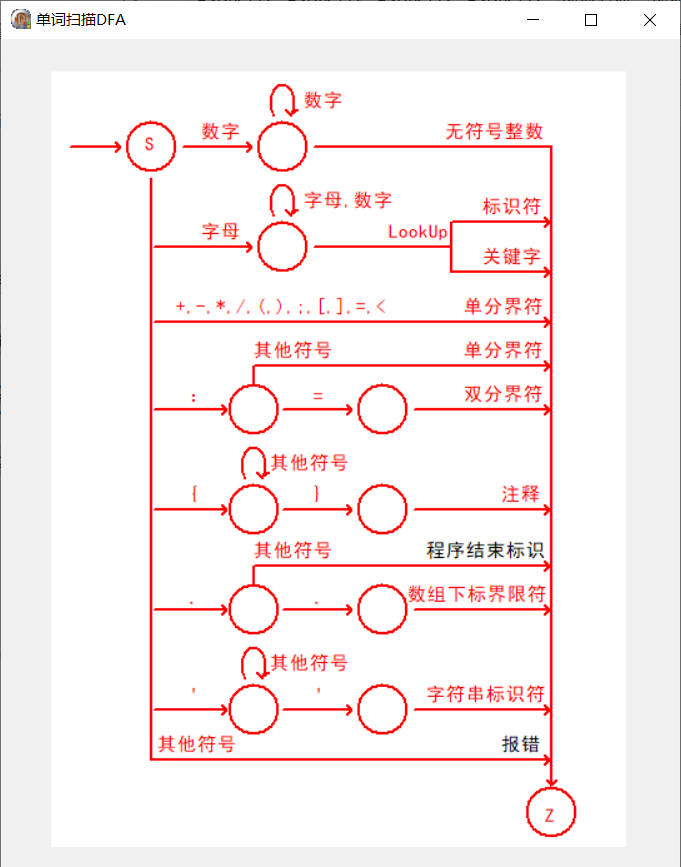 单词扫描DFA
数字
S 数字 无符号整数
字母,数字
字母 LookUp 标识符
关键字
+,-,*,/,(,),;,[,],=,< 单分界符
其他符号 单分界符
: = 双分界符
其他符号
{ } 注释
其他符号 程序结束标识
. . 数组下标界限符
其他符号
' ' 字符串标识符
其他符号 报错
Z